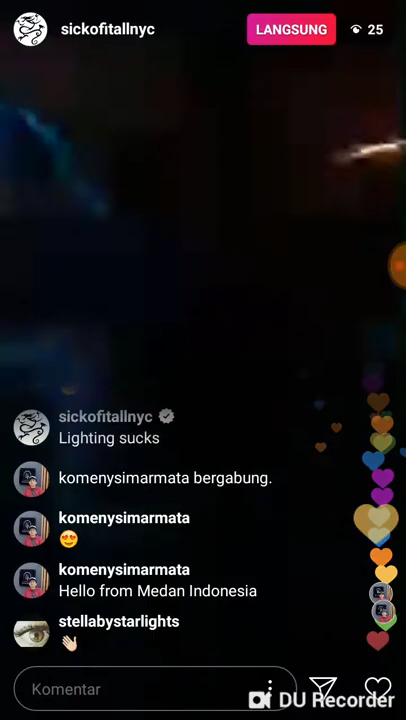 sickofitallnyc
LANGSUNG
25
sickofitallnyc
Lighting sucks
komenysimarmata bergabung.
komenysimarmata
😍
komenysimarmata
Hello from Medan Indonesia
stellabystarlights
👋🏻
Komentar
DU Recorder